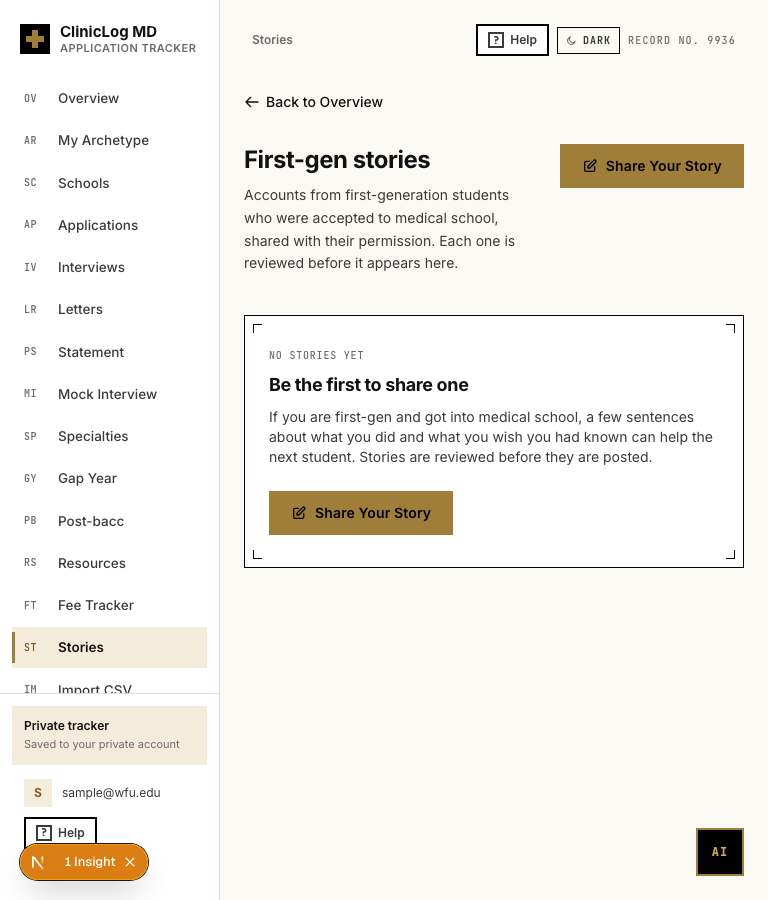 ClinicLog MD
APPLICATION TRACKER
OV Overview
AR My Archetype
SC Schools
AP Applications
IV Interviews
LR Letters
PS Statement
MI Mock Interview
SP Specialties
GY Gap Year
PB Post-bacc
RS Resources
FT Fee Tracker
ST Stories
IM Import CSV
Private tracker
Saved to your private account
S sample@wfu.edu
? Help
N 1 Insight
Stories
? Help
DARK
RECORD NO. 9936
Back to Overview
First-gen stories
Share Your Story
Accounts from first-generation students
who were accepted to medical school,
shared with their permission. Each one is
reviewed before it appears here.
NO STORIES YET
Be the first to share one
If you are first-gen and got into medical school, a few sentences
about what you did and what you wish you had known can help the
next student. Stories are reviewed before they are posted.
Share Your Story
AI